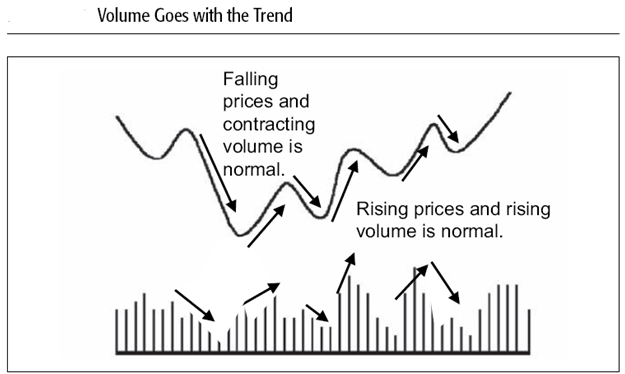 Volume Goes with the Trend
Falling
prices and
contracting
volume is
normal.
Rising prices and rising
volume is normal.